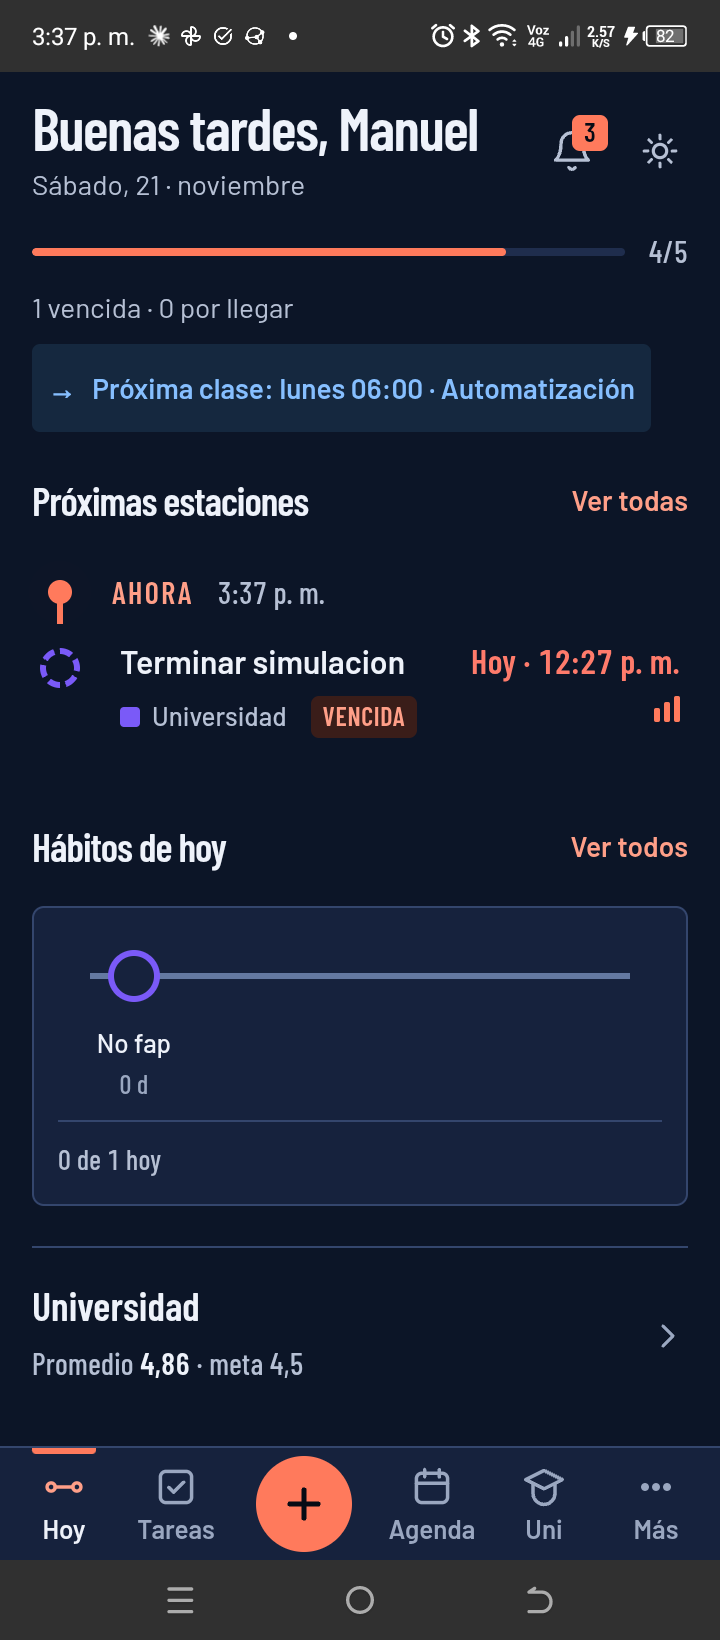 3:37 p. m.
Voz 4G
2.57 K/S
82
Buenas tardes, Manuel
3
Sábado, 21 · noviembre
4/5
1 vencida · 0 por llegar
→ Próxima clase: lunes 06:00 · Automatización
Próximas estaciones
Ver todas
AHORA 3:37 p. m.
Terminar simulacion
Hoy · 12:27 p. m.
Universidad
VENCIDA
Hábitos de hoy
Ver todos
No fap
0 d
0 de 1 hoy
Universidad
Promedio 4,86 · meta 4,5
Hoy
Tareas
Agenda
Uni
Más